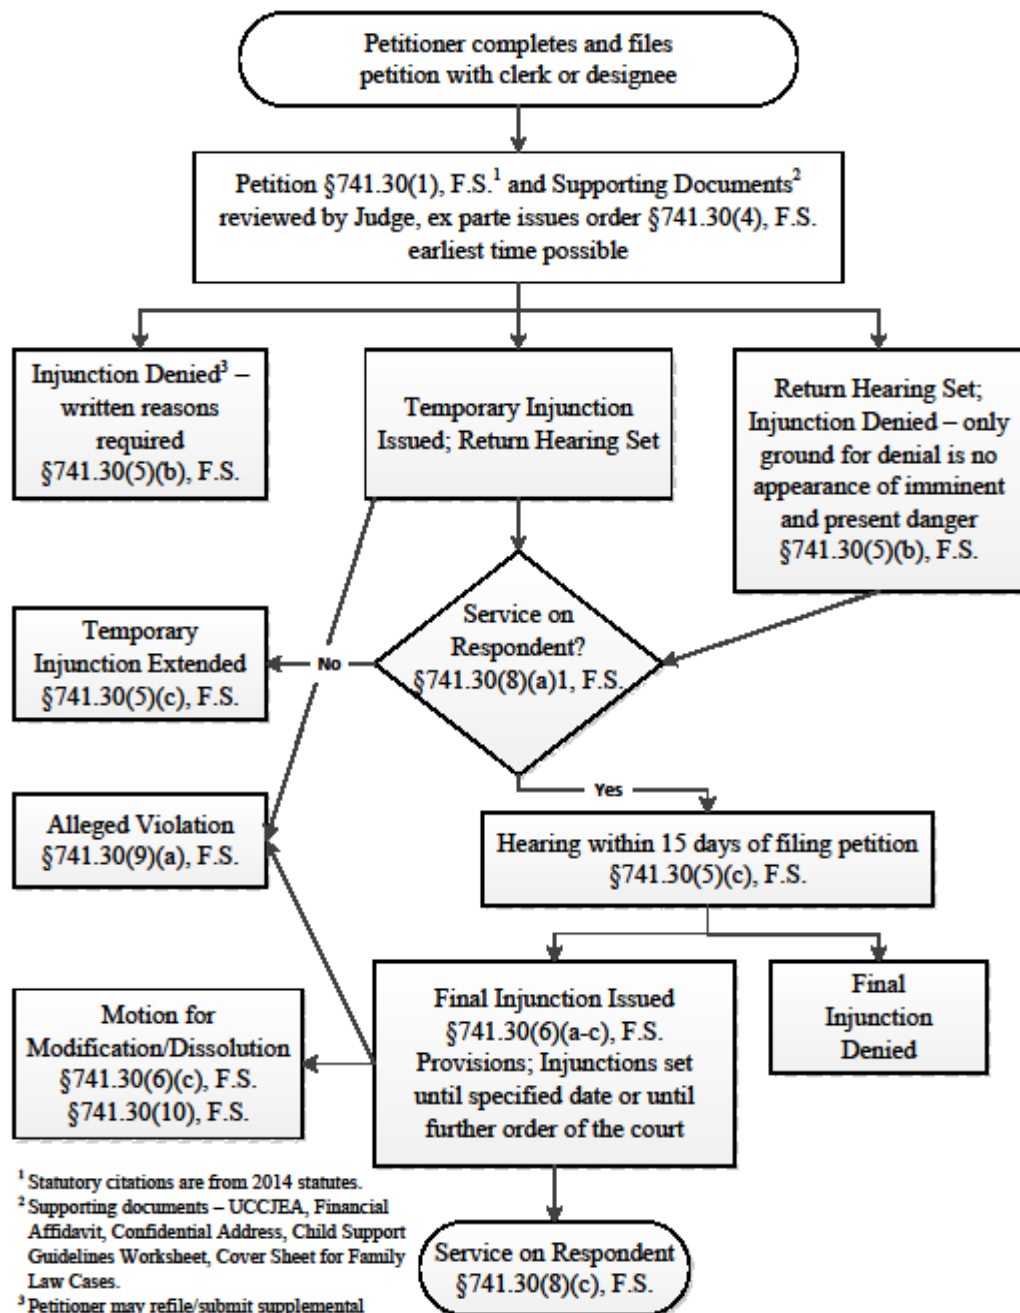 Petitioner completes and files
petition with clerk or designee
Petition §741.30(1), F.S.¹ and Supporting Documents²
reviewed by Judge, ex parte issues order §741.30(4), F.S.
earliest time possible
Injunction Denied³ –
written reasons
required
§741.30(5)(b), F.S.
Temporary Injunction
Issued; Return Hearing Set
Return Hearing Set;
Injunction Denied – only
ground for denial is no
appearance of imminent
and present danger
§741.30(5)(b), F.S.
Service on
Respondent?
§741.30(8)(a)1, F.S.
No
Temporary
Injunction Extended
§741.30(5)(c), F.S.
Yes
Alleged Violation
§741.30(9)(a), F.S.
Hearing within 15 days of filing petition
§741.30(5)(c), F.S.
Motion for
Modification/Dissolution
§741.30(6)(c), F.S.
§741.30(10), F.S.
Final Injunction Issued
§741.30(6)(a-c), F.S.
Provisions; Injunctions set
until specified date or until
further order of the court
Final
Injunction
Denied
Service on Respondent
§741.30(8)(c), F.S.
¹ Statutory citations are from 2014 statutes.
² Supporting documents – UCCJEA, Financial
Affidavit, Confidential Address, Child Support
Guidelines Worksheet, Cover Sheet for Family
Law Cases.
³ Petitioner may refile/submit supplemental